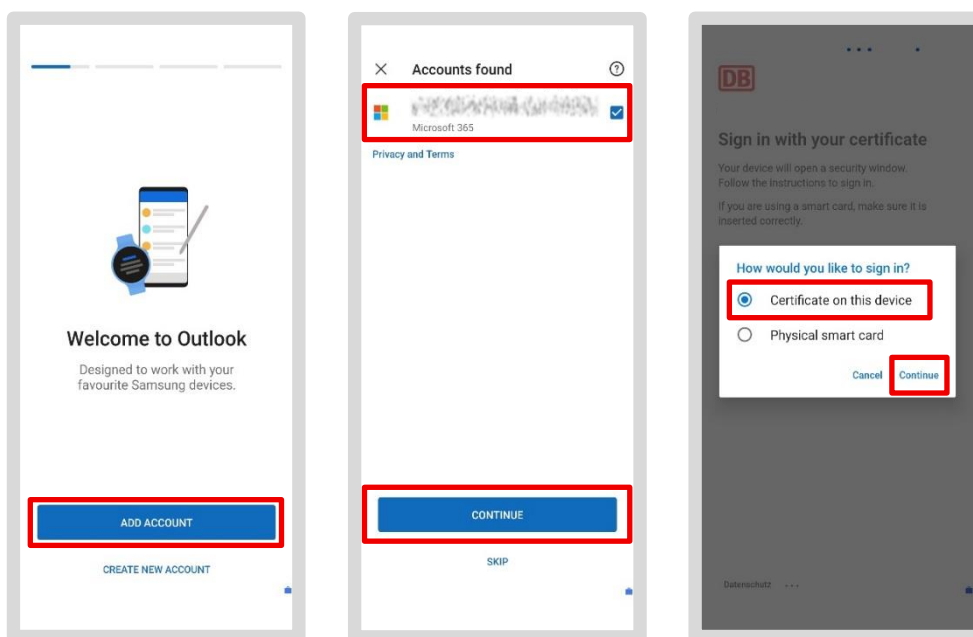 Welcome to Outlook
Designed to work with your
favourite Samsung devices.
ADD ACCOUNT
CREATE NEW ACCOUNT
Accounts found
Microsoft 365
Privacy and Terms
CONTINUE
SKIP
DB
Sign in with your certificate
Your device will open a security window.
Follow the instructions to sign in.
If you are using a smart card, make sure it is
inserted correctly.
How would you like to sign in?
Certificate on this device
Physical smart card
Cancel Continue
Datenschutz ...